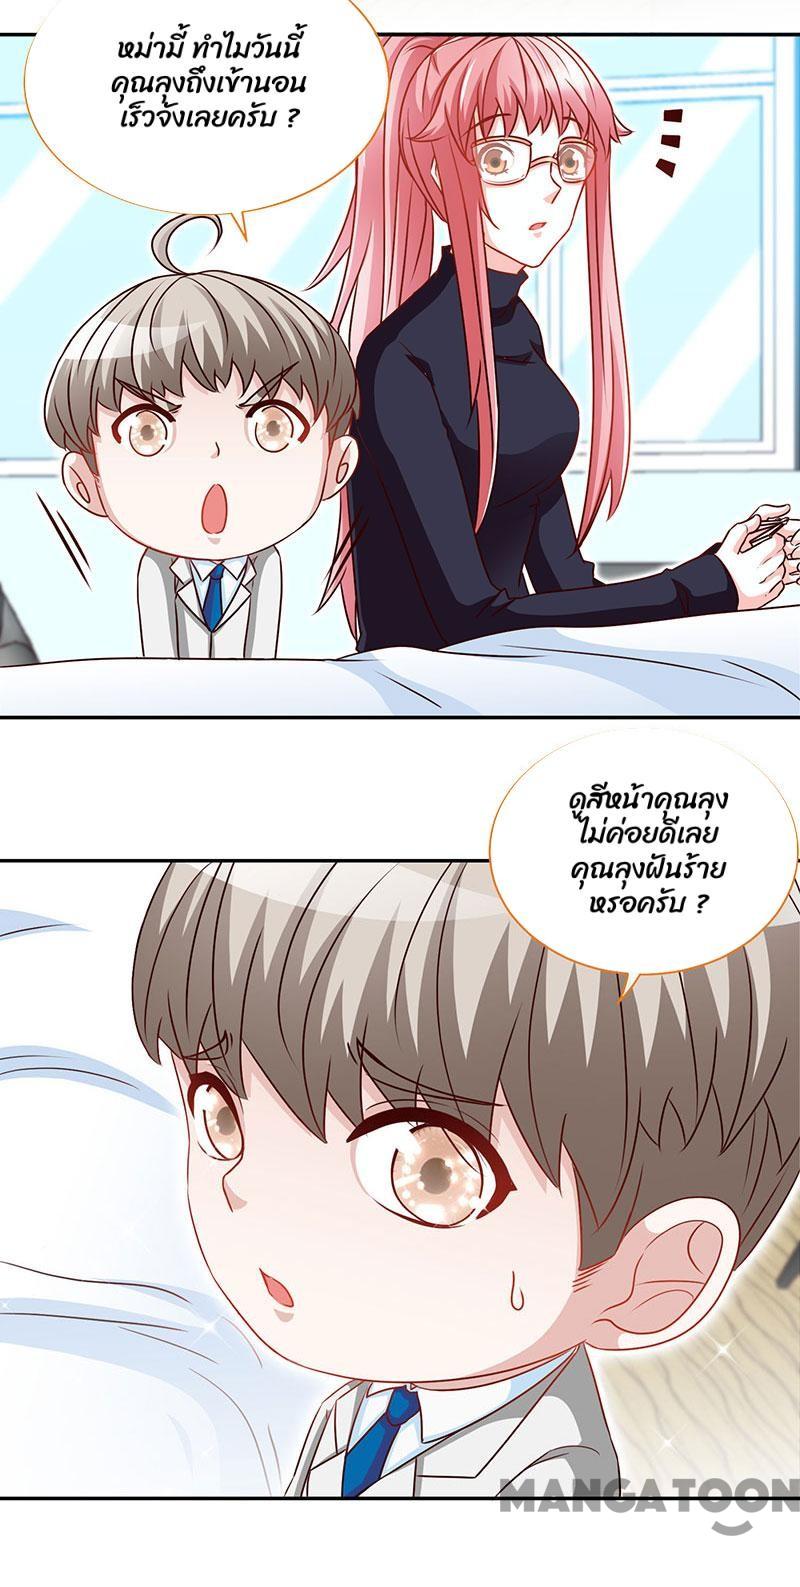 หม่ามี๊ ทำไมวันนี้
คุณลุงถึงเข้านอน
เร็วจังเลยครับ ?
ดูสีหน้าคุณลุง
ไม่ค่อยดีเลย
คุณลุงฝันร้าย
หรอครับ ?
MANGATOON